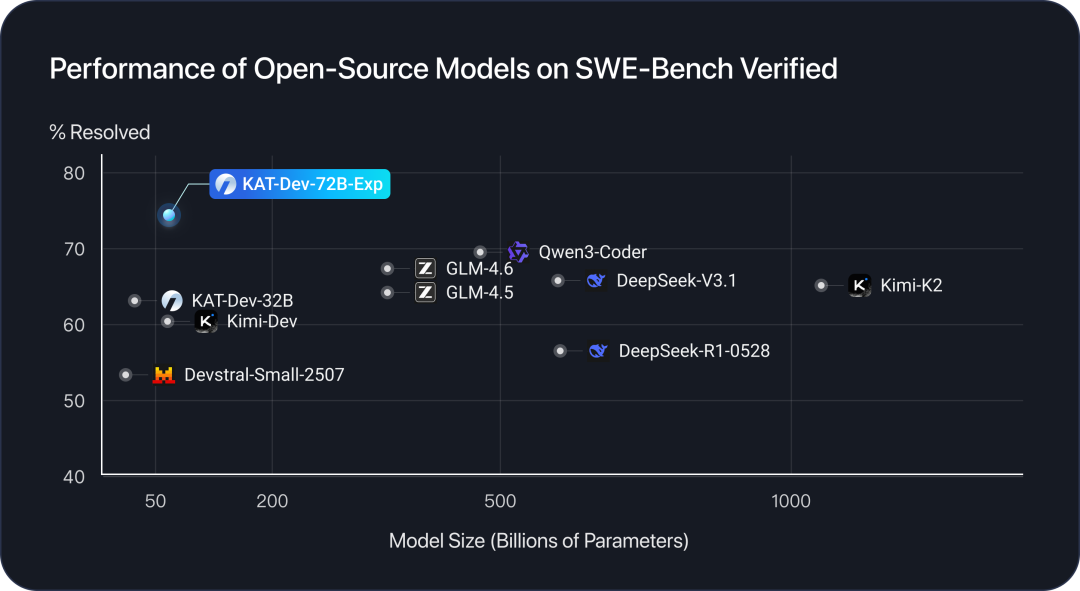 Performance of Open-Source Models on SWE-Bench Verified
% Resolved
80
KAT-Dev-72B-Exp
70
Qwen3-Coder
GLM-4.6
DeepSeek-V3.1
Kimi-K2
GLM-4.5
KAT-Dev-32B
60
Kimi-Dev
DeepSeek-R1-0528
Devstral-Small-2507
50
40
50 200 500 1000
Model Size (Billions of Parameters)